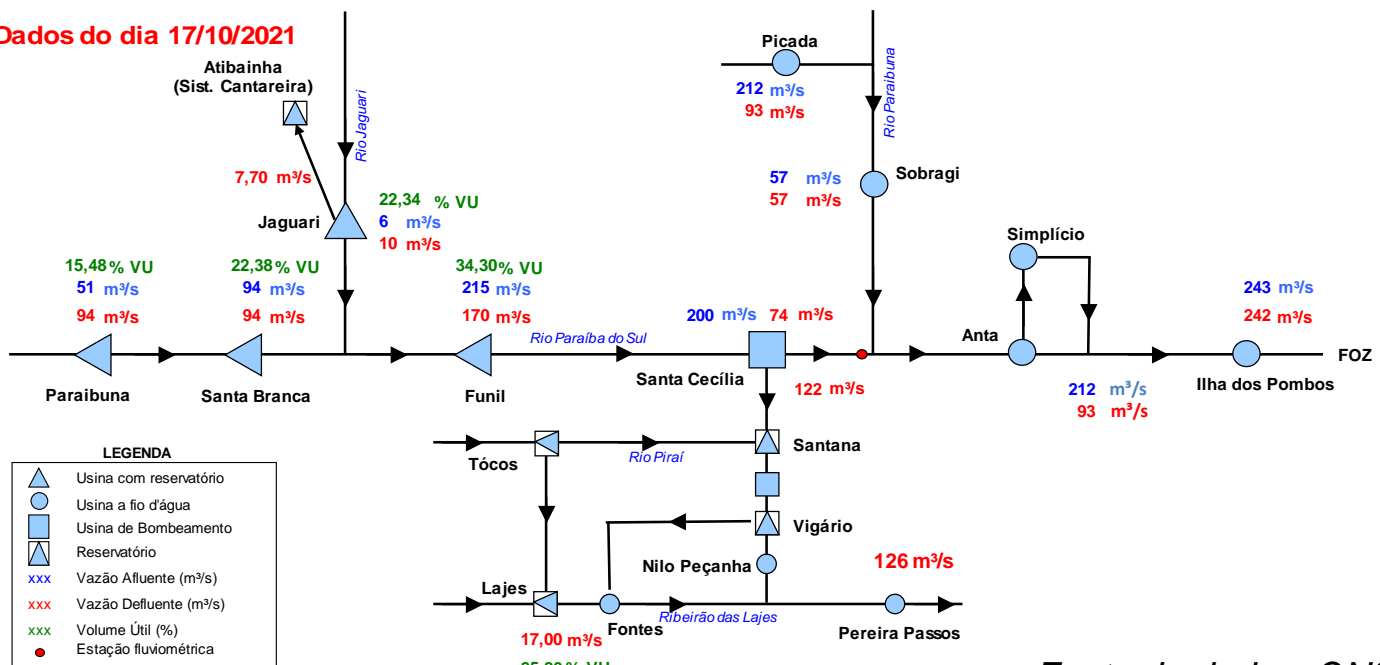 Dados do dia 17/10/2021
Atibainha
(Sist. Cantareira)
Rio Jaguari
7,70 m³/s
Jaguari
22,34 % VU
6 m³/s
10 m³/s
Picada
212 m³/s
93 m³/s
Rio Paraibuna
57 m³/s
57 m³/s
Sobragi
Simplício
15,48% VU
51 m³/s
94 m³/s
Paraibuna
22,38% VU
94 m³/s
94 m³/s
Santa Branca
34,30% VU
215 m³/s
170 m³/s
Funil
Rio Paraíba do Sul
200 m³/s 74 m³/s
Santa Cecília
122 m³/s
Anta
212 m³/s
93 m³/s
243 m³/s
242 m³/s
Ilha dos Pombos
FOZ
Tócos
Rio Piraí
Santana
Vigário
Nilo Peçanha
126 m³/s
Lajes
17,00 m³/s
Fontes
Ribeirão das Lajes
Pereira Passos
LEGENDA
Usina com reservatório
Usina a fio d'água
Usina de Bombeamento
Reservatório
xxx Vazão Afluente (m³/s)
xxx Vazão Defluente (m³/s)
xxx Volume Útil (%)
Estação fluviométrica